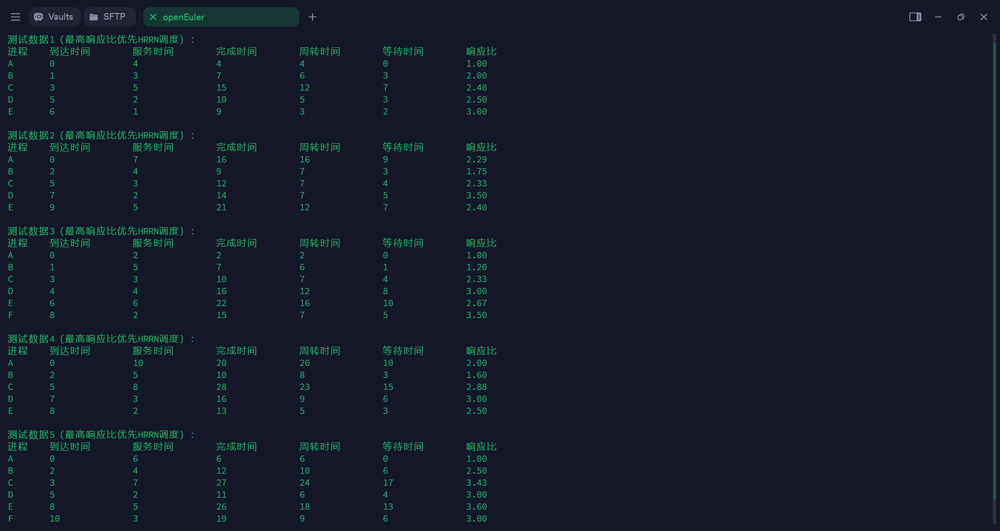 Vaults SFTP openEuler
测试数据1（最高响应比优先HRRN调度）:
进程 到达时间 服务时间 完成时间 周转时间 等待时间 响应比
A 0 4 4 4 0 1.00
B 1 3 7 6 3 2.00
C 3 5 15 12 7 2.40
D 5 2 10 5 3 2.50
E 6 1 9 3 2 3.00
测试数据2（最高响应比优先HRRN调度）:
进程 到达时间 服务时间 完成时间 周转时间 等待时间 响应比
A 0 7 16 16 9 2.29
B 2 4 9 7 3 1.75
C 5 3 12 7 4 2.33
D 7 2 14 7 5 3.50
E 9 5 21 12 7 2.40
测试数据3（最高响应比优先HRRN调度）:
进程 到达时间 服务时间 完成时间 周转时间 等待时间 响应比
A 0 2 2 2 0 1.00
B 1 5 7 6 1 1.20
C 3 3 10 7 4 2.33
D 4 4 16 12 8 3.00
E 6 6 22 16 10 2.67
F 8 2 15 7 5 3.50
测试数据4（最高响应比优先HRRN调度）:
进程 到达时间 服务时间 完成时间 周转时间 等待时间 响应比
A 0 10 20 20 10 2.00
B 2 5 10 8 3 1.60
C 5 8 28 23 15 2.88
D 7 3 16 9 6 3.00
E 8 2 13 5 3 2.50
测试数据5（最高响应比优先HRRN调度）:
进程 到达时间 服务时间 完成时间 周转时间 等待时间 响应比
A 0 6 6 6 0 1.00
B 2 4 12 10 6 2.50
C 3 7 27 24 17 3.43
D 5 2 11 6 4 3.00
E 8 5 26 18 13 3.60
F 10 3 19 9 6 3.00